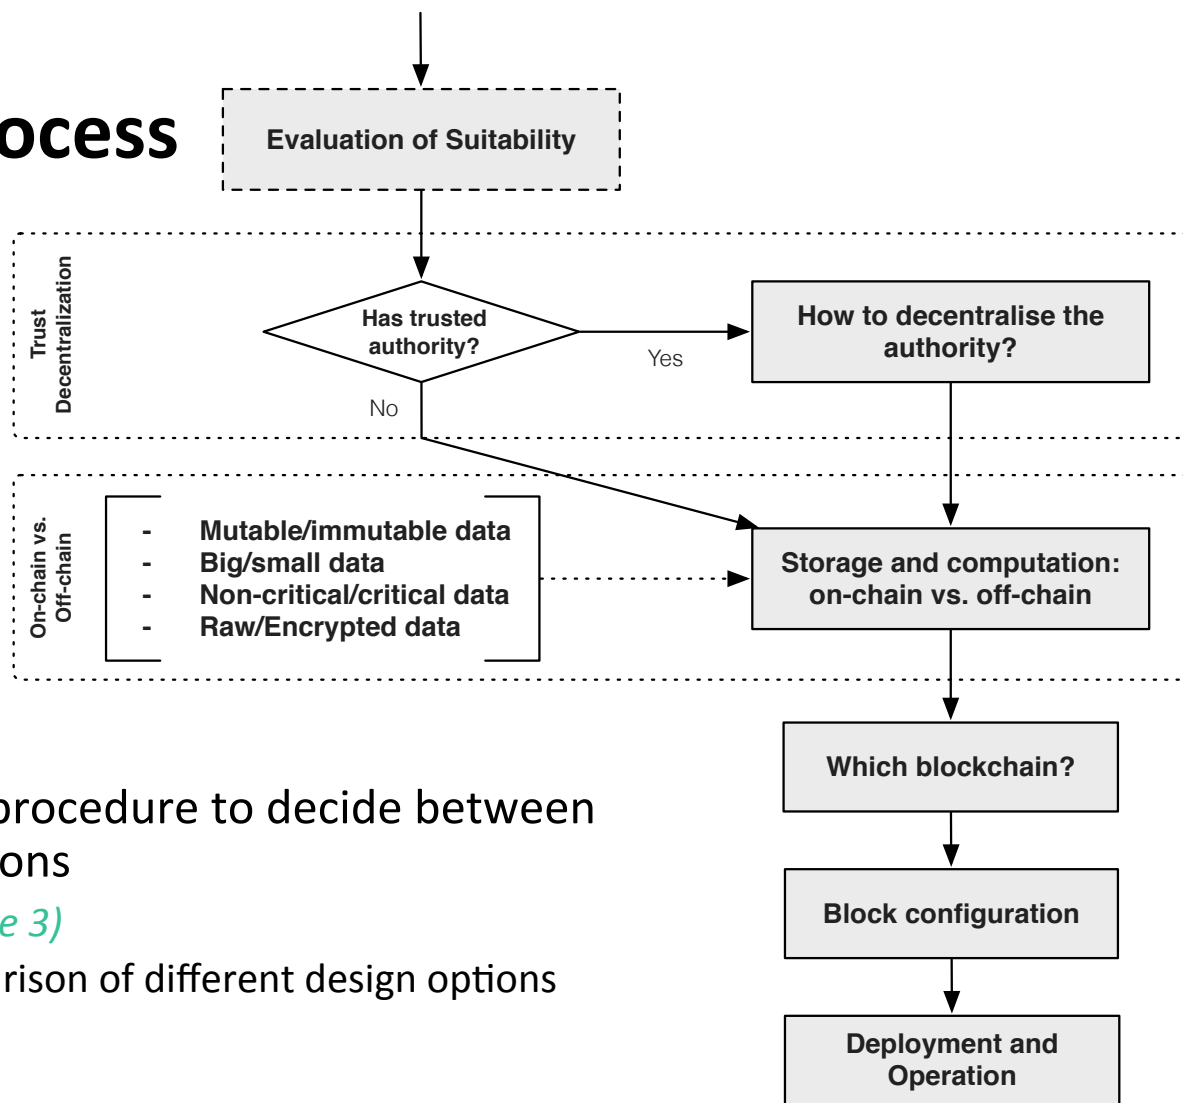 ocess
Evaluation of Suitability
Trust
Decentralization
Has trusted
authority?
Yes
No
How to decentralise the
authority?
On-chain vs.
Off-chain
- Mutable/immutable data
- Big/small data
- Non-critical/critical data
- Raw/Encrypted data
Storage and computation:
on-chain vs. off-chain
Which blockchain?
procedure to decide between
ons
e 3)
rison of different design options
Block configuration
Deployment and
Operation